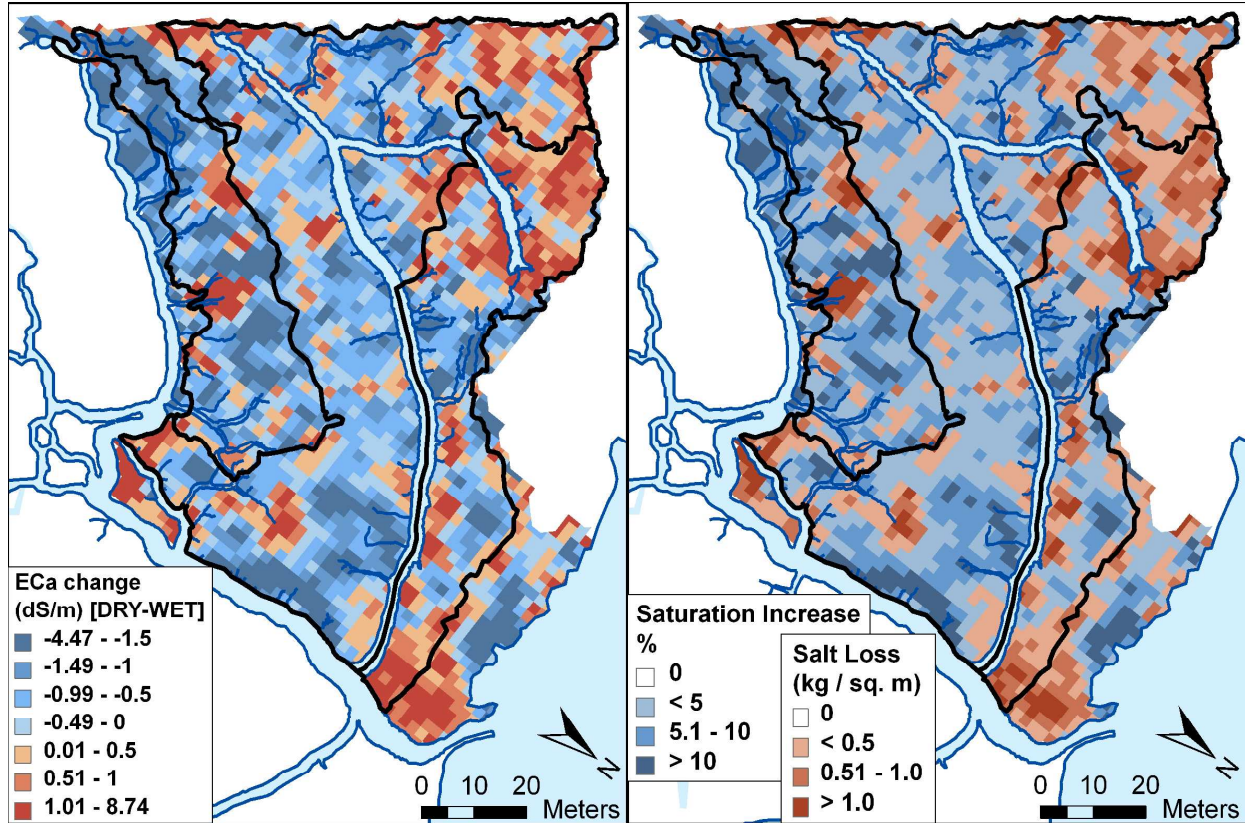 ECa change
(dS/m) [DRY-WET]
-4.47 - -1.5
-1.49 - -1
-0.99 - -0.5
-0.49 - 0
0.01 - 0.5
0.51 - 1
1.01 - 8.74
N
0 10 20
Meters
Saturation Increase
%
0
< 5
5.1 - 10
> 10
Salt Loss
(kg / sq. m)
0
< 0.5
0.51 - 1.0
> 1.0
N
0 10 20
Meters